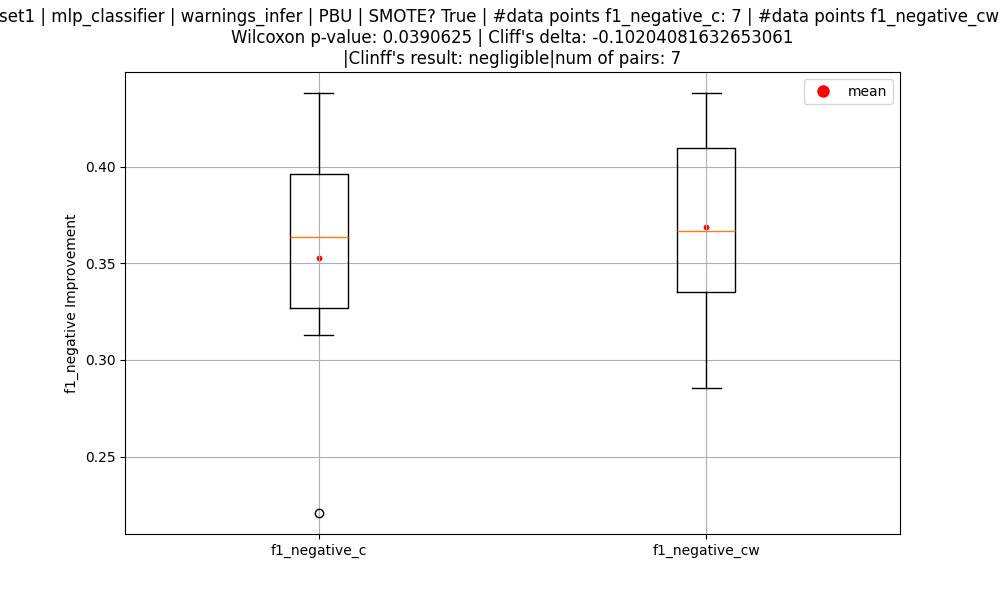 set1 | mlp_classifier | warnings_infer | PBU | SMOTE? True | #data points f1_negative_c: 7 | #data points f1_negative_cw
Wilcoxon p-value: 0.0390625 | Cliff's delta: -0.10204081632653061
|Clinff's result: negligible|num of pairs: 7
mean
0.40
0.35
0.30
0.25
f1_negative Improvement
f1_negative_c
f1_negative_cw